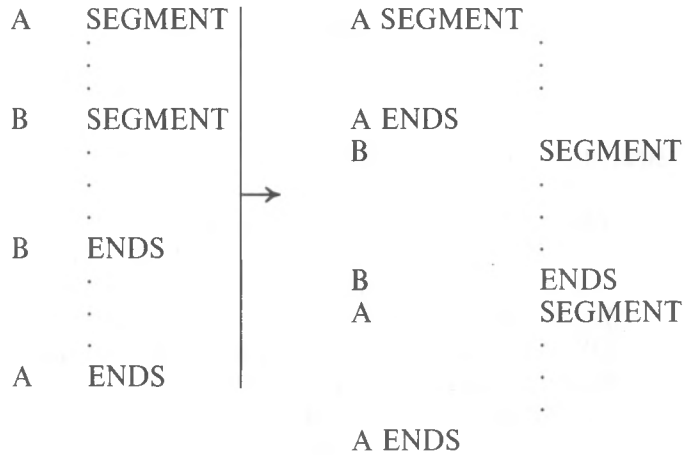 A SEGMENT
.
.
.
B SEGMENT
.
.
.
B ENDS
.
.
.
A ENDS
A SEGMENT
.
.
.
A ENDS
B SEGMENT
.
.
.
B ENDS
A SEGMENT
.
.
.
A ENDS